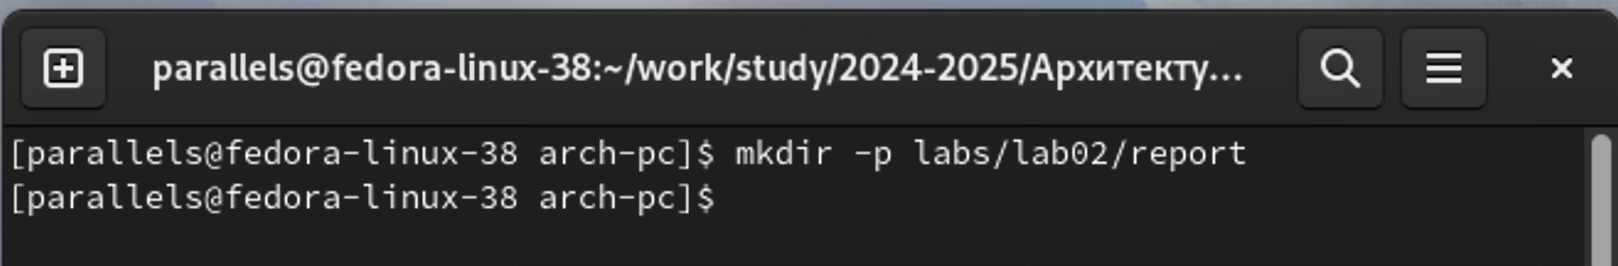 parallels@fedora-linux-38:~/work/study/2024-2025/Архитекту...
[parallels@fedora-linux-38 arch-pc]$ mkdir -p labs/lab02/report
[parallels@fedora-linux-38 arch-pc]$